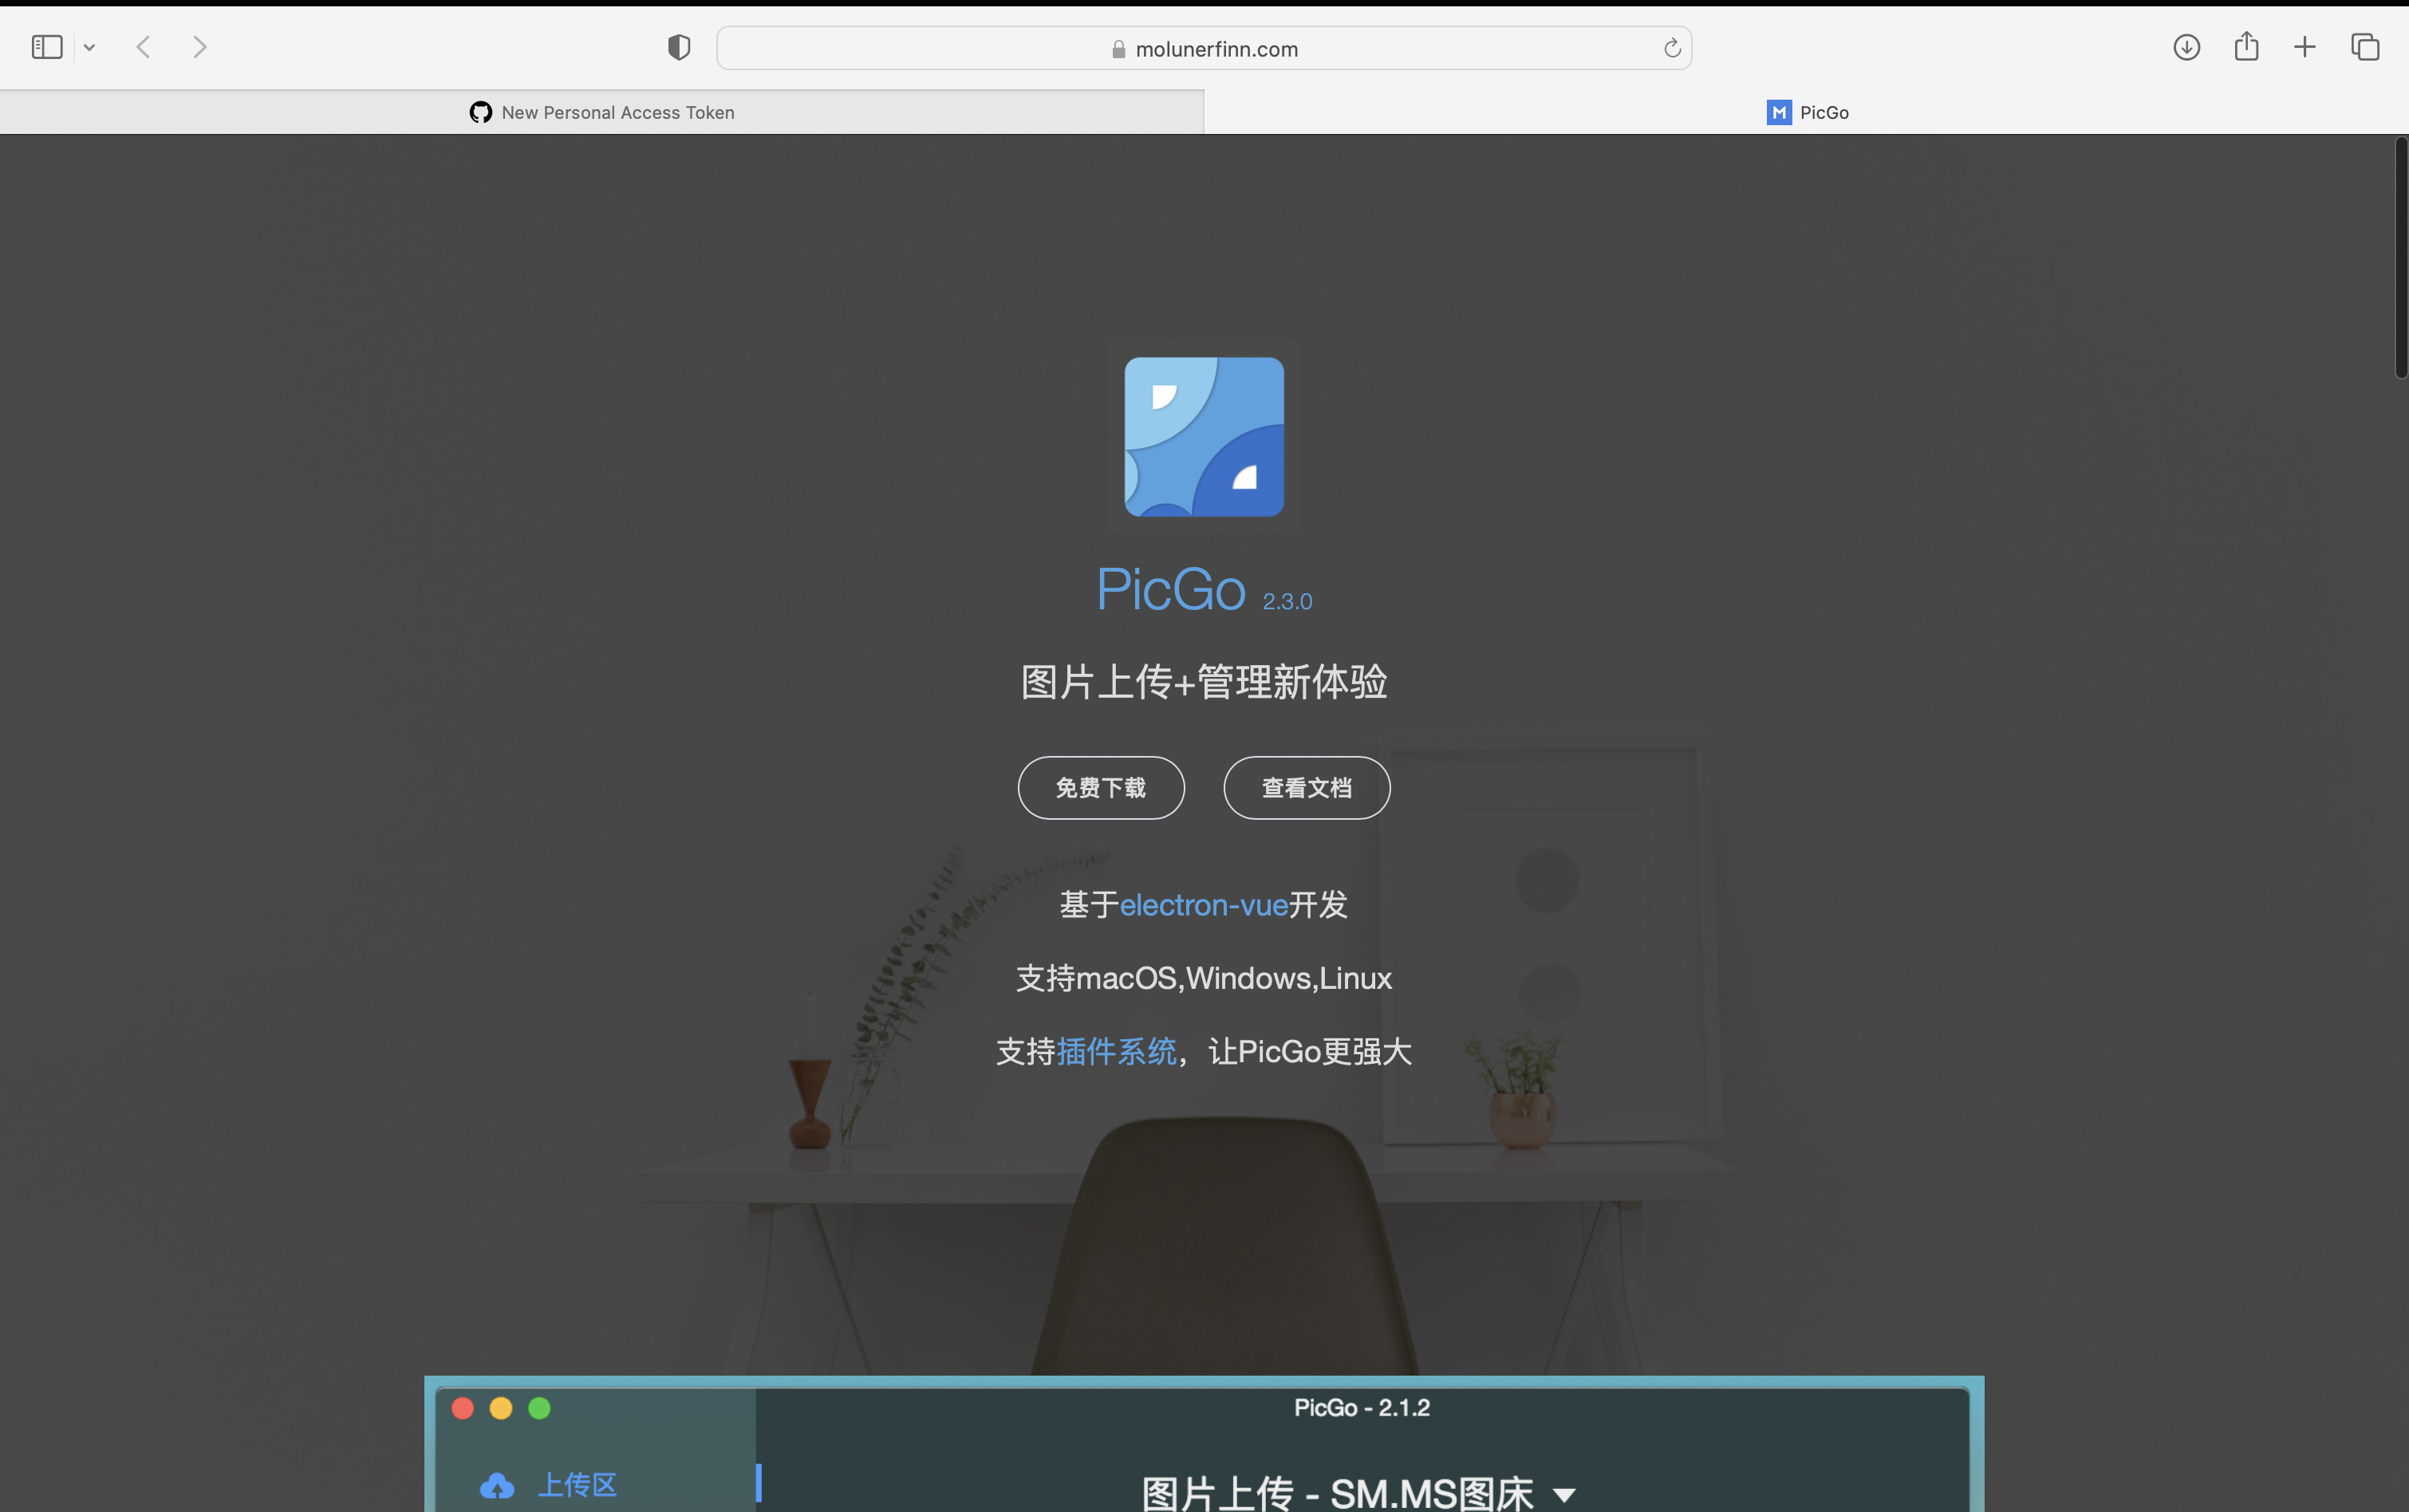 molunerfinn.com
New Personal Access Token
M PicGo
PicGo 2.3.0
图片上传+管理新体验
免费下载
查看文档
基于electron-vue开发
支持macOS,Windows,Linux
支持插件系统，让PicGo更强大
PicGo - 2.1.2
上传区
图片上传 - SM.MS图床